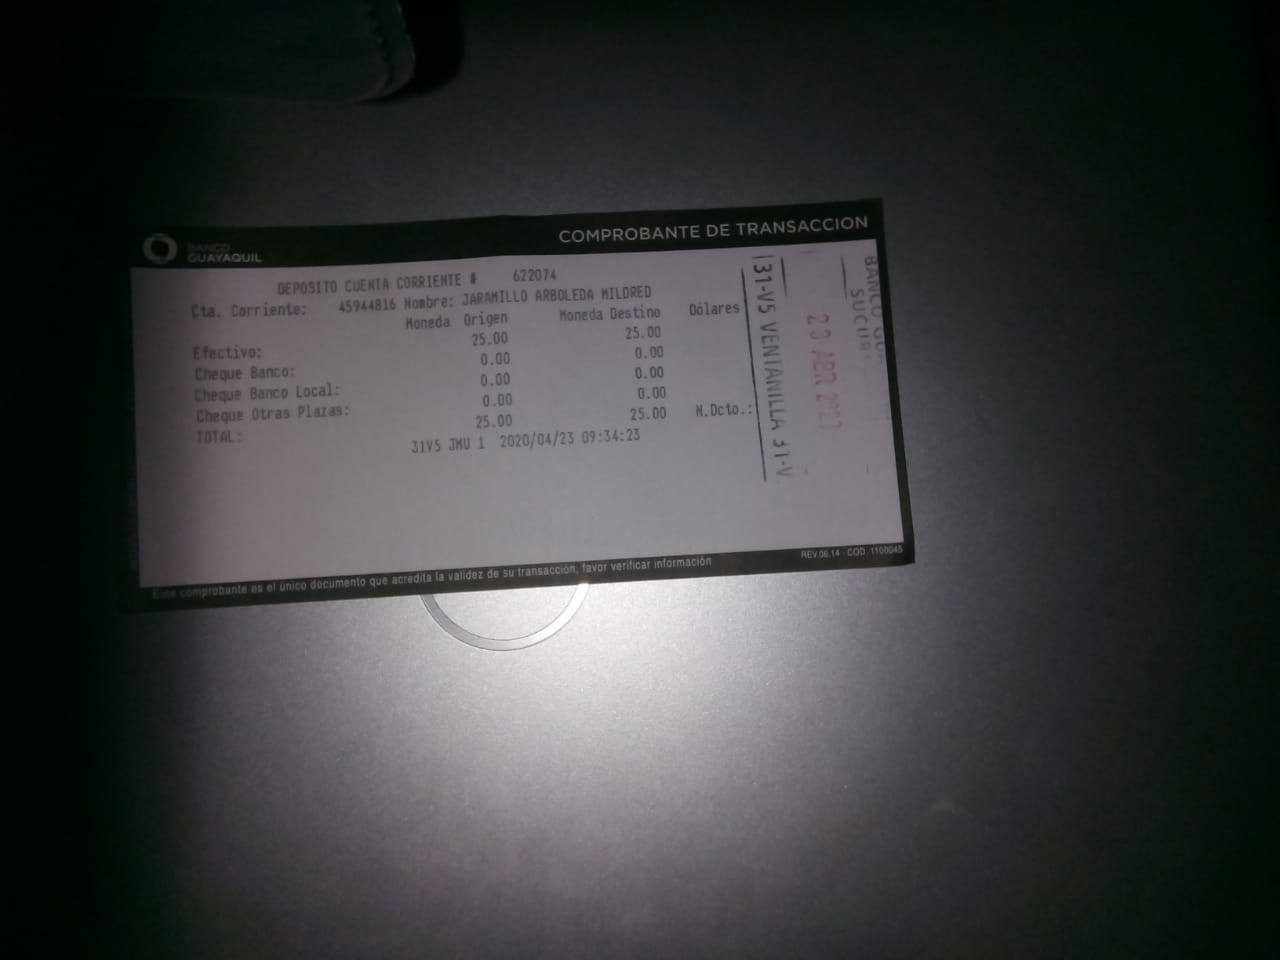 BANCO
GUAYAQUIL
COMPROBANTE DE TRANSACCION
DEPOSITO CUENTA CORRIENTE # 622074
Cta. Corriente: 45944816 Nombre: JARAMILLO ARBOLEDA MILDRED
Moneda Origen Moneda Destino Dólares
Efectivo: 25.00 25.00
Cheque Banco: 0.00 0.00
Cheque Banco Local: 0.00 0.00
Cheque Otras Plazas: 0.00 0.00
TOTAL: 25.00 25.00 N.Dcto.:
31V5 JMU 1 2020/04/23 09:34:23
31-V5 VENTANILLA 31-V
23 ABR
BANCO
Este comprobante es el único documento que acredita la validez de su transacción, favor verificar información
REV.06.14 - COD. 1100045